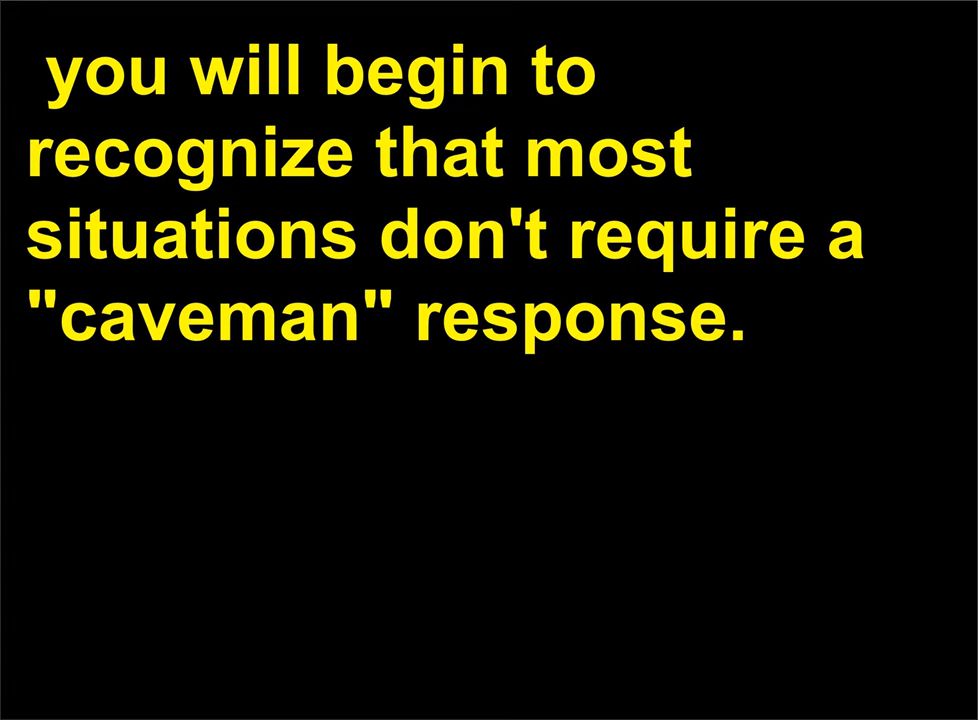 you will begin to
recognize that most
situations don't require a
"caveman" response.